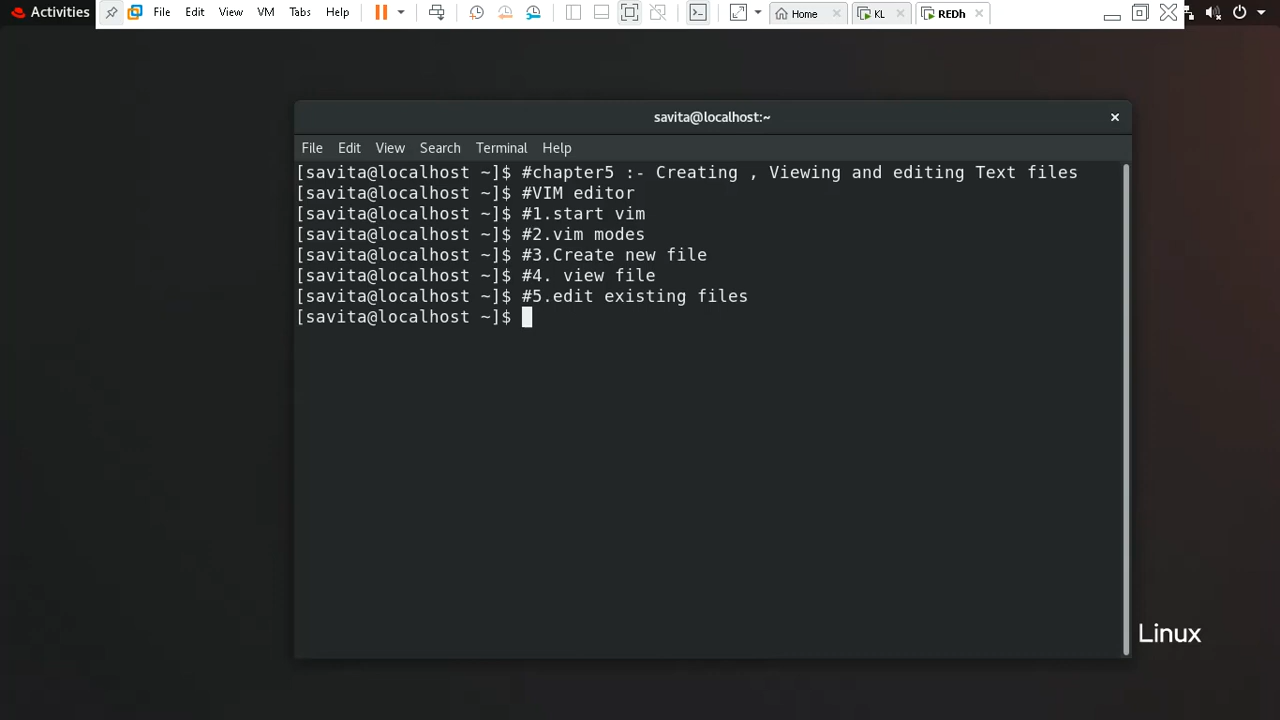 Activities File Edit View VM Tabs Help Home KL REDh
savita@localhost:~
File Edit View Search Terminal Help
[savita@localhost ~]$ #chapter5 :- Creating , Viewing and editing Text files
[savita@localhost ~]$ #VIM editor
[savita@localhost ~]$ #1.start vim
[savita@localhost ~]$ #2.vim modes
[savita@localhost ~]$ #3.Create new file
[savita@localhost ~]$ #4. view file
[savita@localhost ~]$ #5.edit existing files
[savita@localhost ~]$
Linux